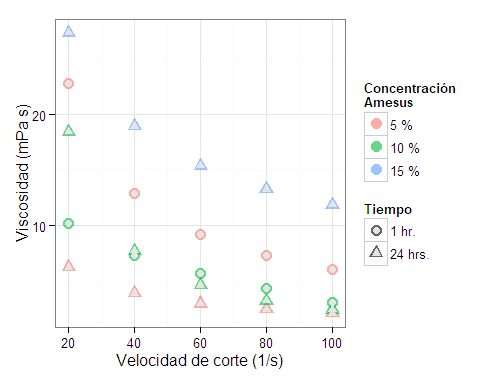 Viscosidad (mPa s)
20
10
20
40
60
80
100
Velocidad de corte (1/s)
Concentración
Amesus
5 %
10 %
15 %
Tiempo
1 hr.
24 hrs.